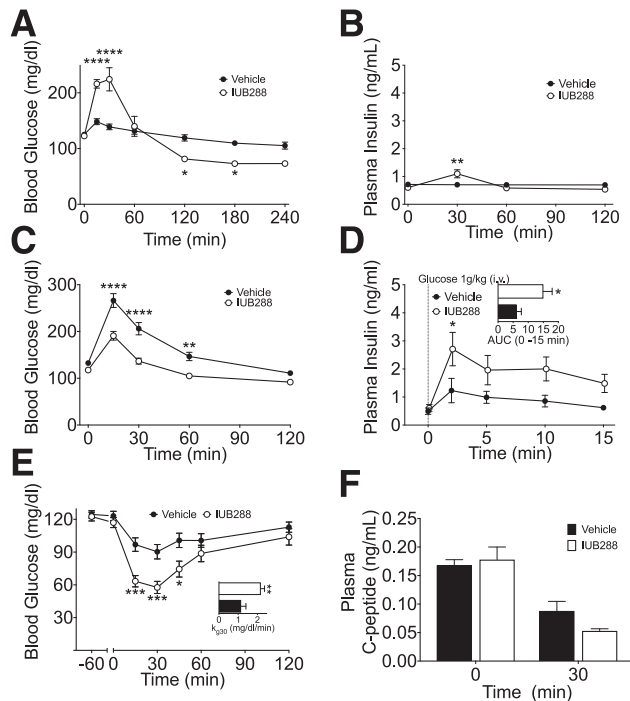 A
Blood Glucose (mg/dl)
200
100
0
****
****
*
*
Vehicle
IUB288
0
60
120
180
240
Time (min)
B
Plasma Insulin (ng/mL)
5
4
3
2
1
0
**
Vehicle
IUB288
0
30
60
90
120
Time (min)
C
Blood Glucose (mg/dl)
300
200
100
0
****
****
**
Vehicle
IUB288
0
30
60
90
120
Time (min)
D
Plasma Insulin (ng/ml)
5
4
3
2
1
0
Glucose 1g/kg (i.v.)
Vehicle
IUB288
*
*
0 5 10 15 20
AUC (0 -15 min)
0
5
10
15
Time (min)
E
Blood Glucose (mg/dl)
120
90
60
30
Vehicle
IUB288
***
***
*
**
0 1 2
kg30 (mg/dl/min)
-60
0
30
60
90
120
Time (min)
F
Plasma
C-peptide (ng/mL)
0.25
0.20
0.15
0.10
0.05
0.00
Vehicle
IUB288
0
30
Time (min)